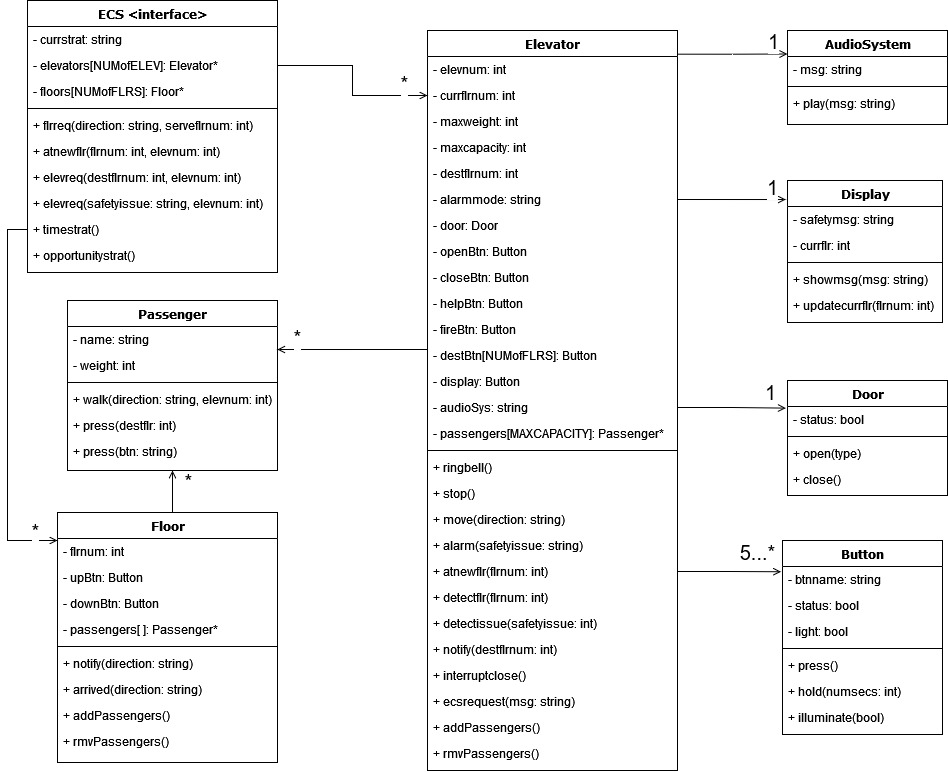 ECS <interface>
- currstrat: string
- elevators[NUMofELEV]: Elevator*
- floors[NUMofFLRS]: Floor*
+ flrreq(direction: string, serveflrnum: int)
+ atnewflr(flrnum: int, elevnum: int)
+ elevreq(destflrnum: int, elevnum: int)
+ elevreq(safetyissue: string, elevnum: int)
+ timestrat()
+ opportunitystrat()
*
Passenger
- name: string
- weight: int
+ walk(direction: string, elevnum: int)
+ press(destflr: int)
+ press(btn: string)
*
*
*
Floor
- flrnum: int
- upBtn: Button
- downBtn: Button
- passengers[ ]: Passenger*
+ notify(direction: string)
+ arrived(direction: string)
+ addPassengers()
+ rmvPassengers()
Elevator
- elevnum: int
- currflrnum: int
- maxweight: int
- maxcapacity: int
- destflrnum: int
- alarmmode: string
- door: Door
- openBtn: Button
- closeBtn: Button
- helpBtn: Button
- fireBtn: Button
- destBtn[NUMofFLRS]: Button
- display: Button
- audioSys: string
- passengers[MAXCAPACITY]: Passenger*
+ ringbell()
+ stop()
+ move(direction: string)
+ alarm(safetyissue: string)
+ atnewflr(flrnum: int)
+ detectflr(flrnum: int)
+ detectissue(safetyissue: int)
+ notify(destflrnum: int)
+ interruptclose()
+ ecsrequest(msg: string)
+ addPassengers()
+ rmvPassengers()
1
AudioSystem
- msg: string
+ play(msg: string)
1
Display
- safetymsg: string
- currflr: int
+ showmsg(msg: string)
+ updatecurrflr(flrnum: int)
1
Door
- status: bool
+ open(type)
+ close()
5...*
Button
- btnname: string
- status: bool
- light: bool
+ press()
+ hold(numsecs: int)
+ illuminate(bool)